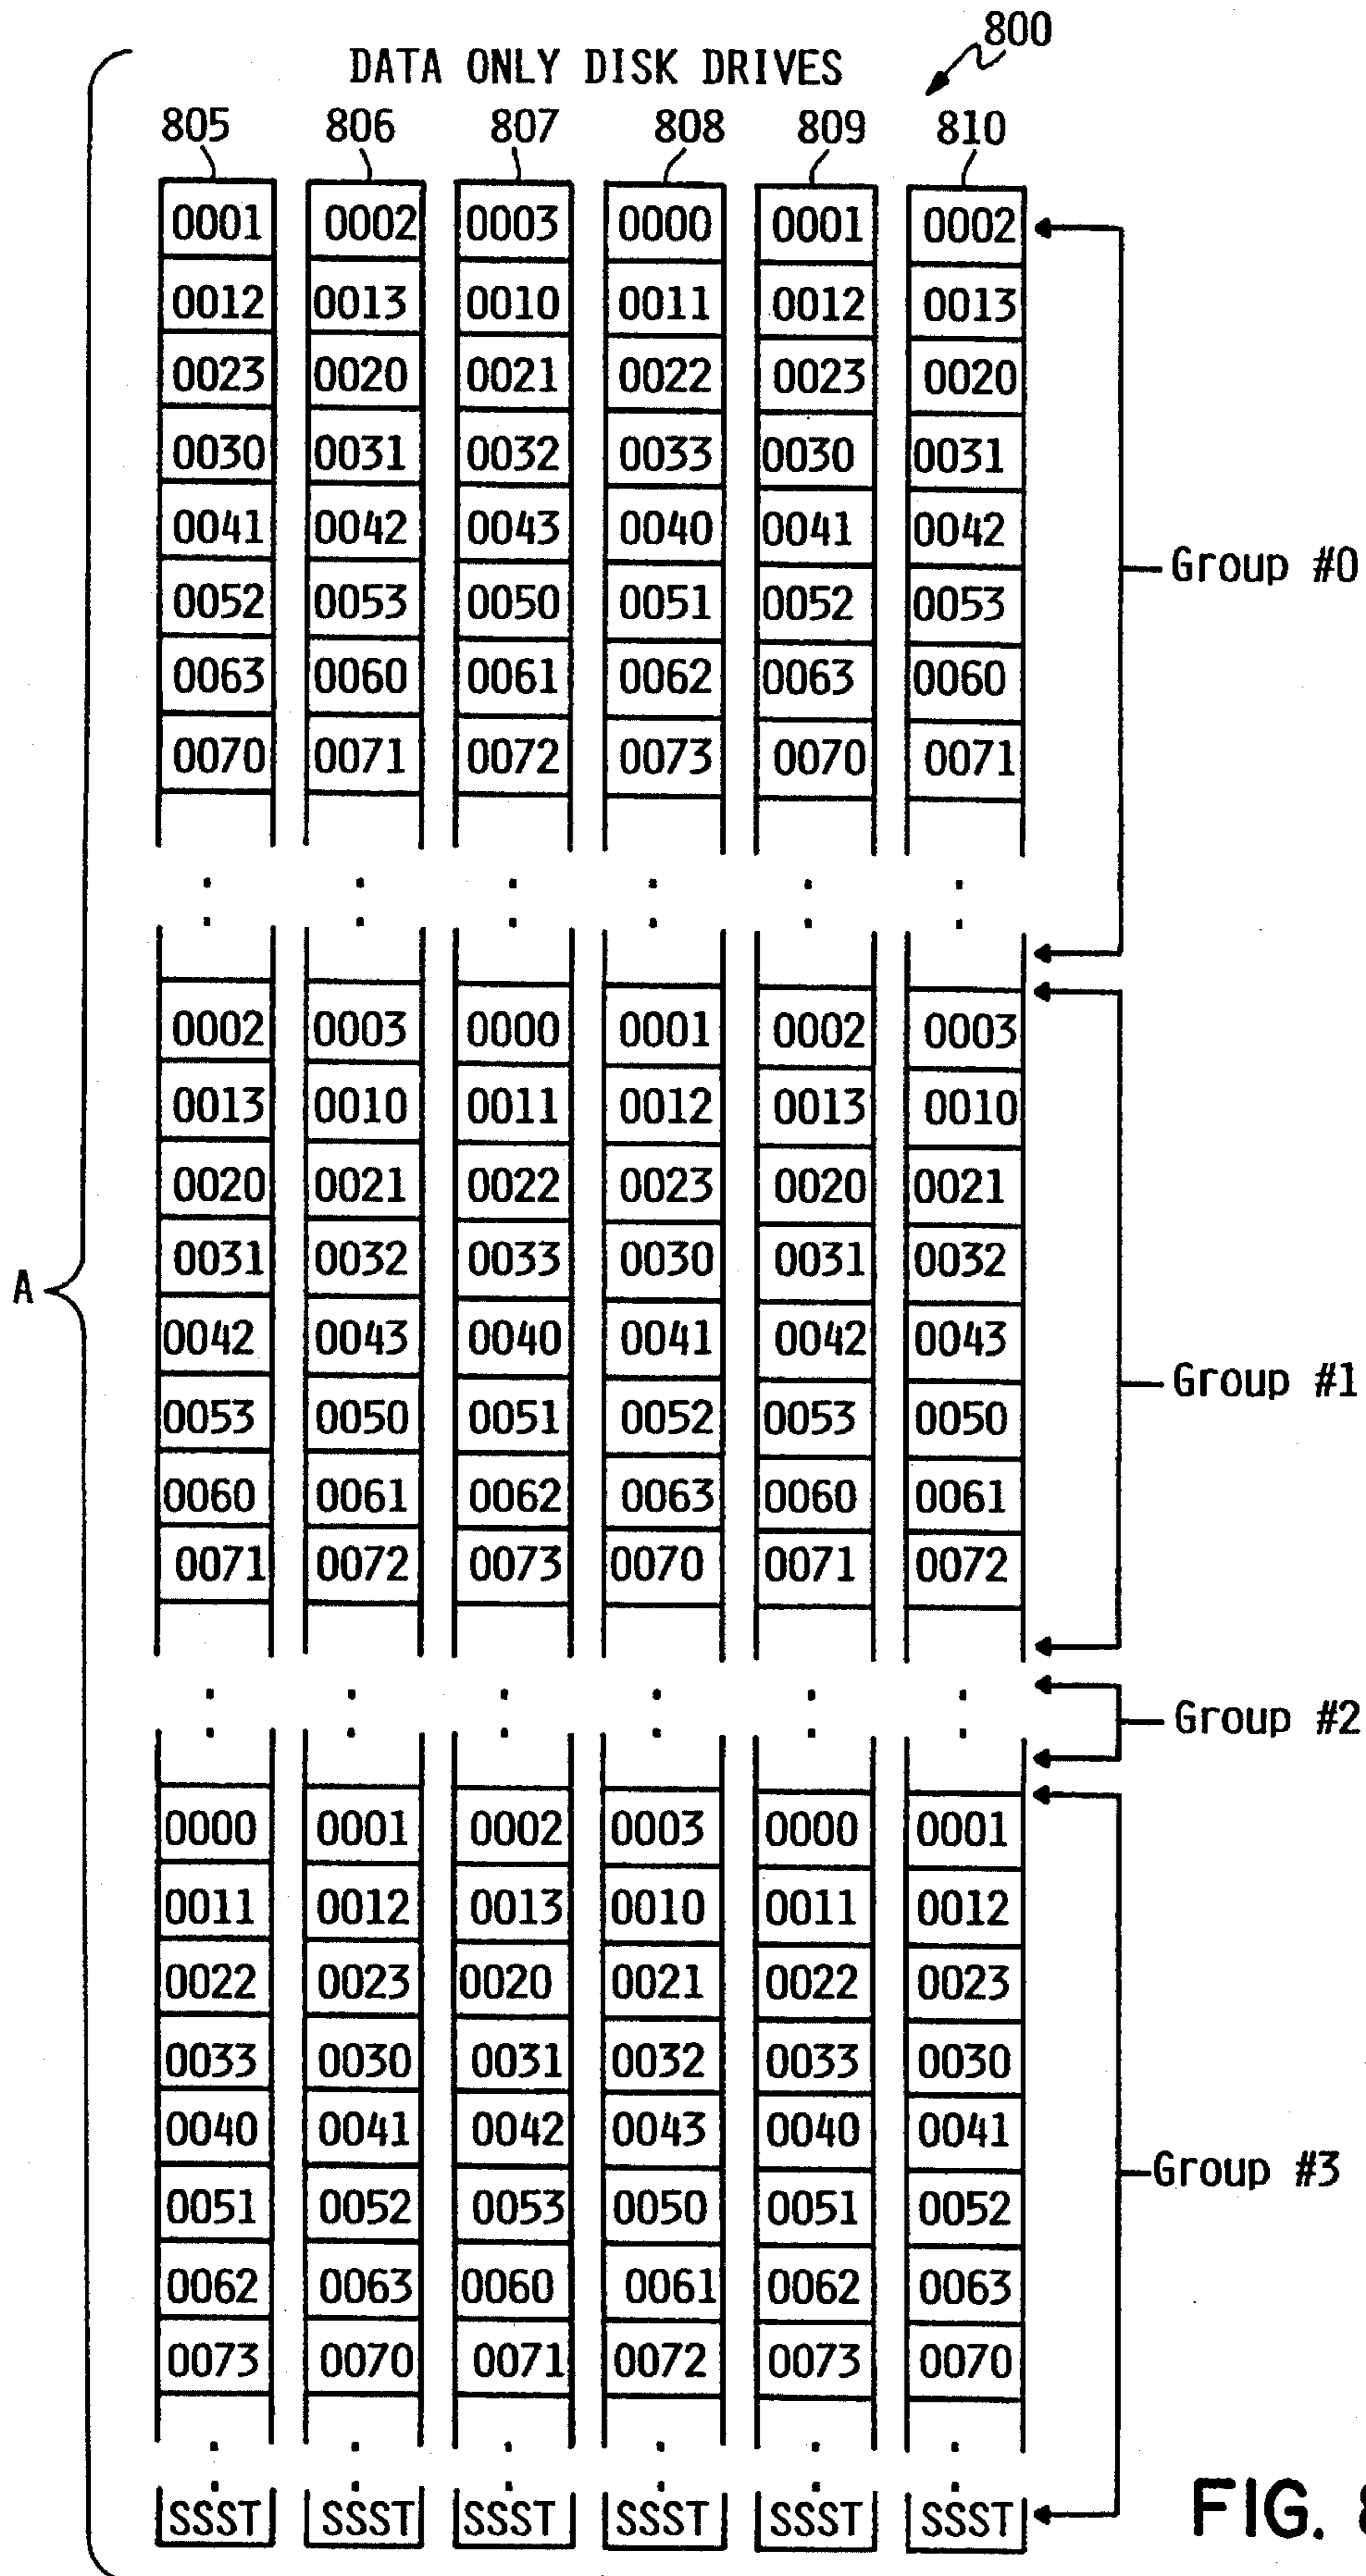 800
DATA ONLY DISK DRIVES
805 806 807 808 809 810
0001 0002 0003 0000 0001 0002
0012 0013 0010 0011 0012 0013
0023 0020 0021 0022 0023 0020
0030 0031 0032 0033 0030 0031
0041 0042 0043 0040 0041 0042
Group #0
0052 0053 0050 0051 0052 0053
0063 0060 0061 0062 0063 0060
0070 0071 0072 0073 0070 0071
0002 0003 0000 0001 0002 0003
0013 0010 0011 0012 0013 0010
0020 0021 0022 0023 0020 0021
0031 0032 0033 0030 0031 0032
A
0042 0043 0040 0041 0042 0043
Group #1
0053 0050 0051 0052 0053 0050
0060 0061 0062 0063 0060 0061
0071 0072 0073 0070 0071 0072
Group #2
0000 0001 0002 0003 0000 0001
0011 0012 0013 0010 0011 0012
0022 0023 0020 0021 0022 0023
0033 0030 0031 0032 0033 0030
0040 0041 0042 0043 0040 0041
Group #3
0051 0052 0053 0050 0051 0052
0062 0063 0060 0061 0062 0063
0073 0070 0071 0072 0073 0070
SSST SSST SSST SSST SSST SSST
FIG. 8